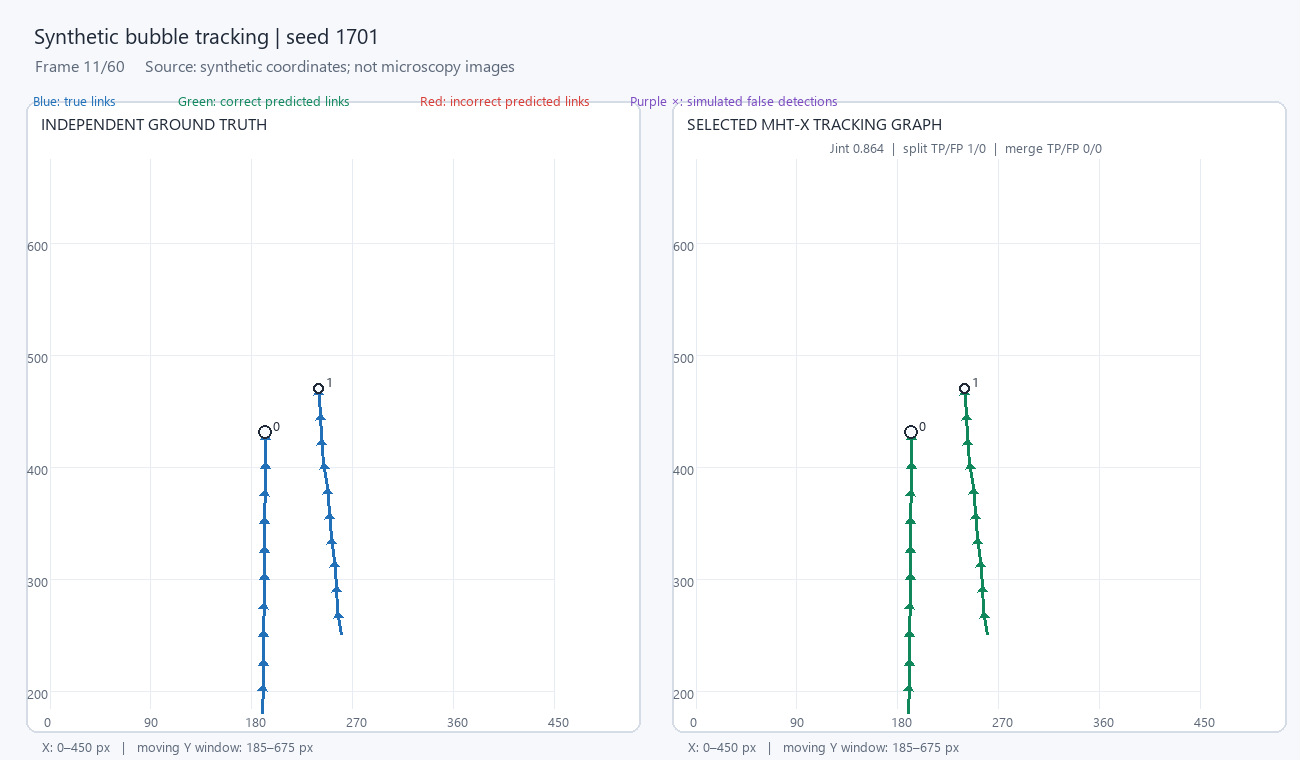 Synthetic bubble tracking | seed 1701
Frame 11/60 Source: synthetic coordinates; not microscopy images
Blue: true links Green: correct predicted links Red: incorrect predicted links Purple ×: simulated false detections
INDEPENDENT GROUND TRUTH
600
500
400
300
200
1
0
0 90 180 270 360 450
X: 0–450 px | moving Y window: 185–675 px
SELECTED MHT-X TRACKING GRAPH
Jint 0.864 | split TP/FP 1/0 | merge TP/FP 0/0
600
500
400
300
200
1
0
0 90 180 270 360 450
X: 0–450 px | moving Y window: 185–675 px